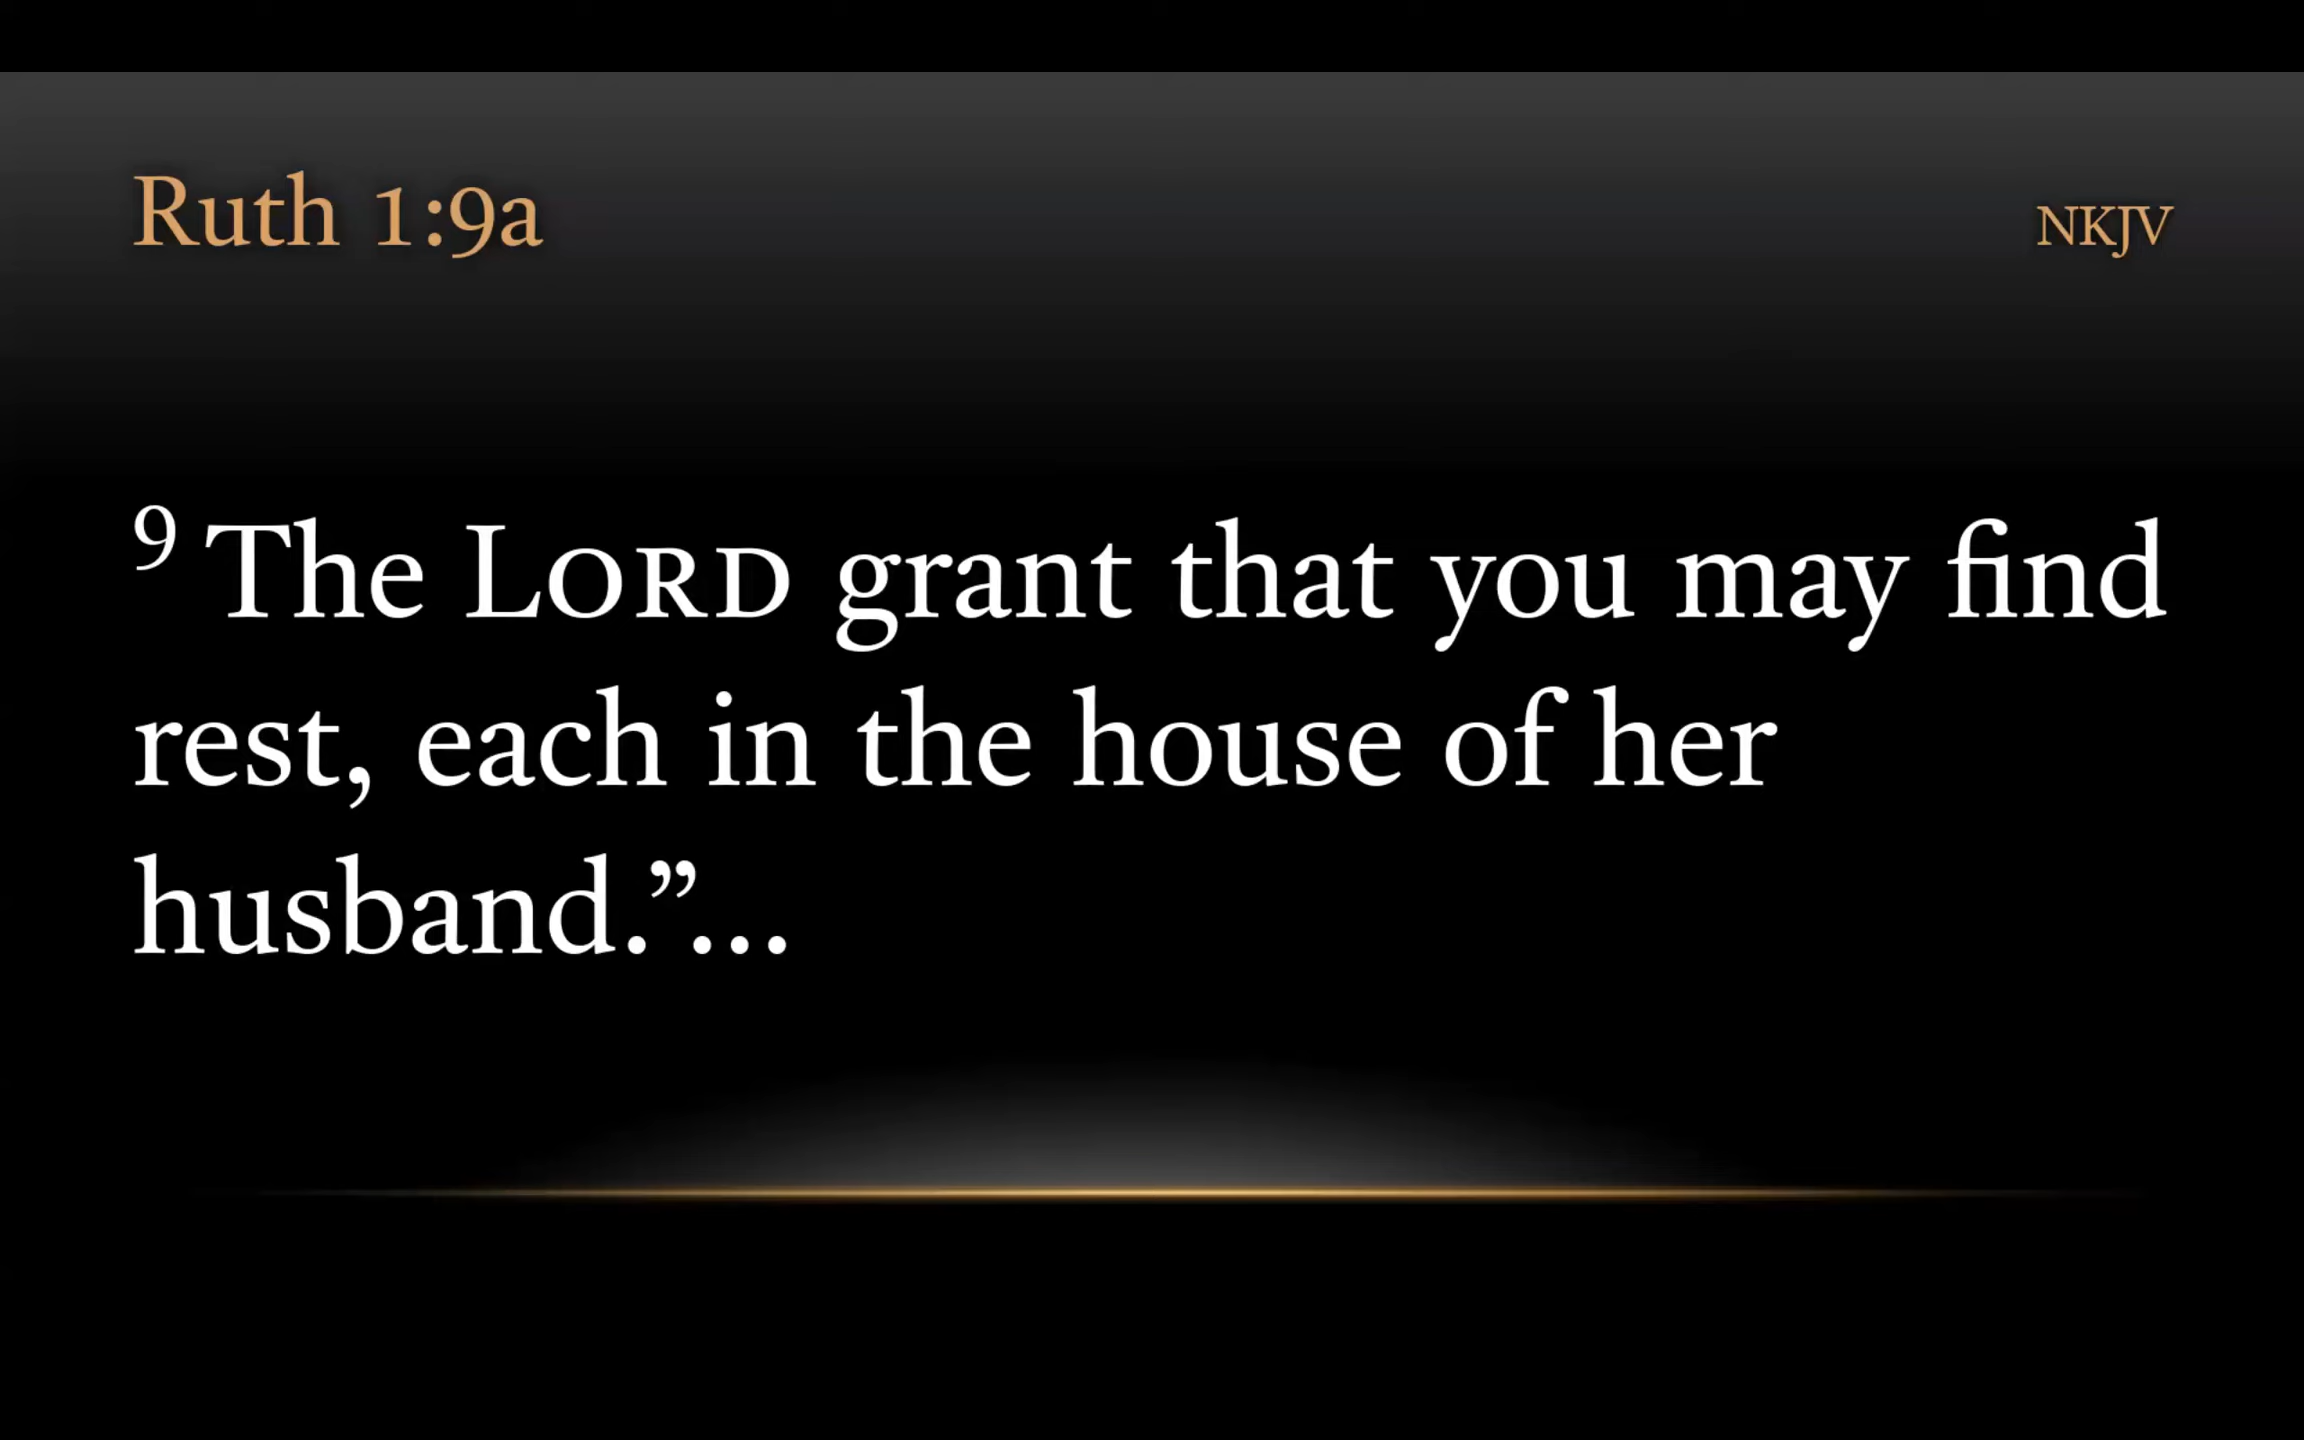 Ruth 1:9a
NKJV
9 The LORD grant that you may find
rest, each in the house of her
husband.”...